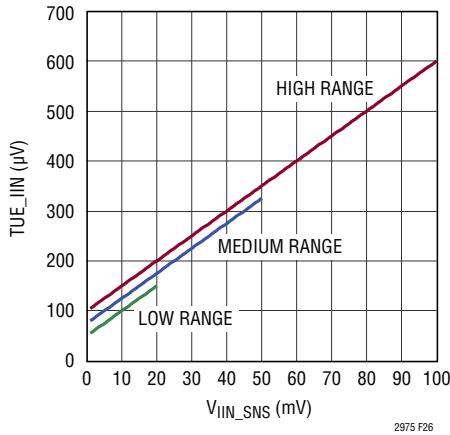 700
600
500
400
300
200
100
0
TUE_IIN (µV)
HIGH RANGE
MEDIUM RANGE
LOW RANGE
0 10 20 30 40 50 60 70 80 90 100
VIIN_SNS (mV)
2975 F26